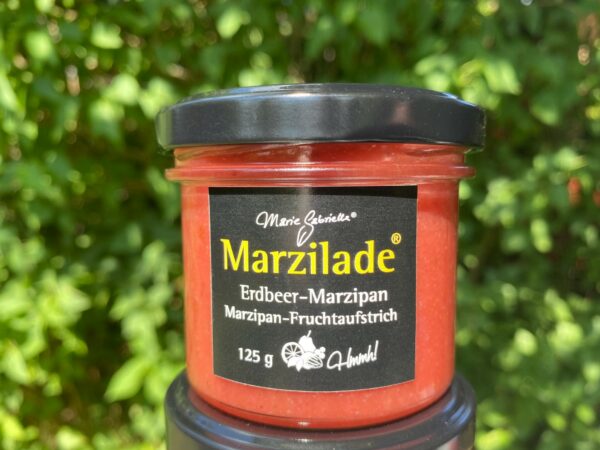 Marie Gabriella®
Marzilade®
Erdbeer-Marzipan
Marzipan-Fruchtaufstrich
125 g Hmmh!